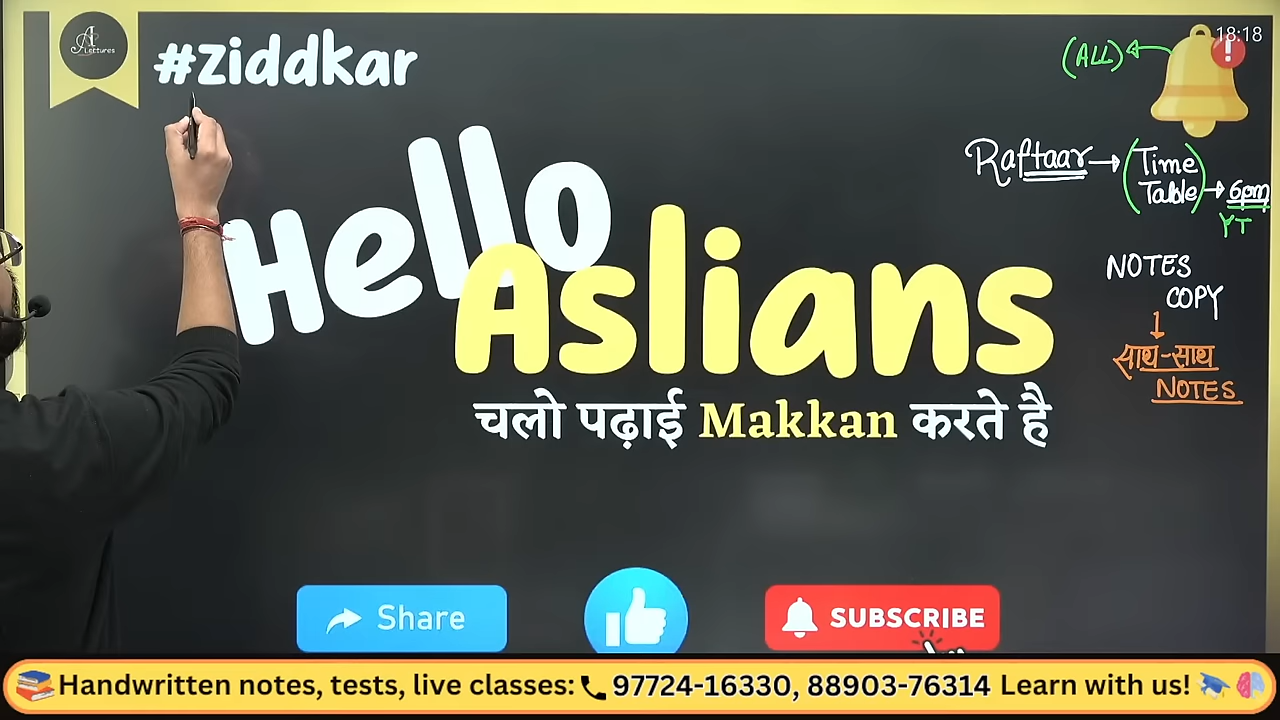 A
Lectures
#ziddkar
18:18
(ALL)
Raftaar → (Time
Table) → 6pm
YT
Hello
Aslians
NOTES
COPY
साथ-साथ
NOTES
चलो पढ़ाई Makkan करते है
Share
SUBSCRIBE
Handwritten notes, tests, live classes: 97724-16330, 88903-76314 Learn with us!